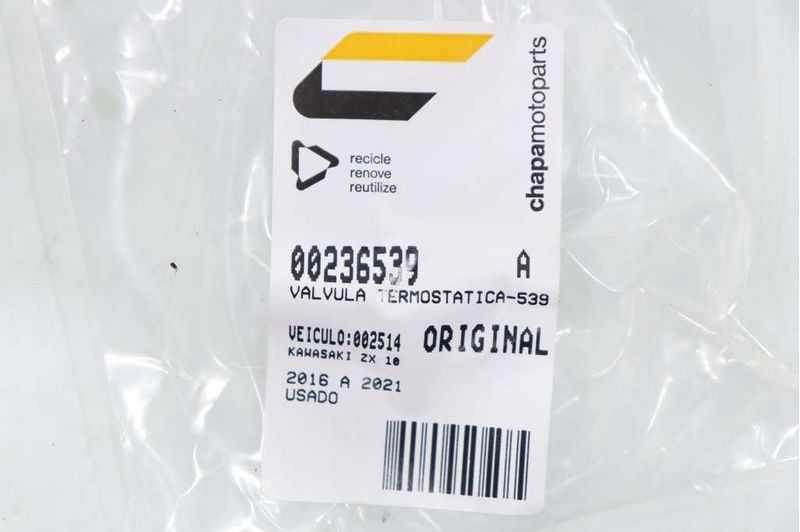 chapamotoparts
recicle
renove
reutilize
00236539 A
VALVULA TERMOSTATICA-539
VEICULO:002514 ORIGINAL
KAWASAKI ZX 10
2016 A 2021
USADO